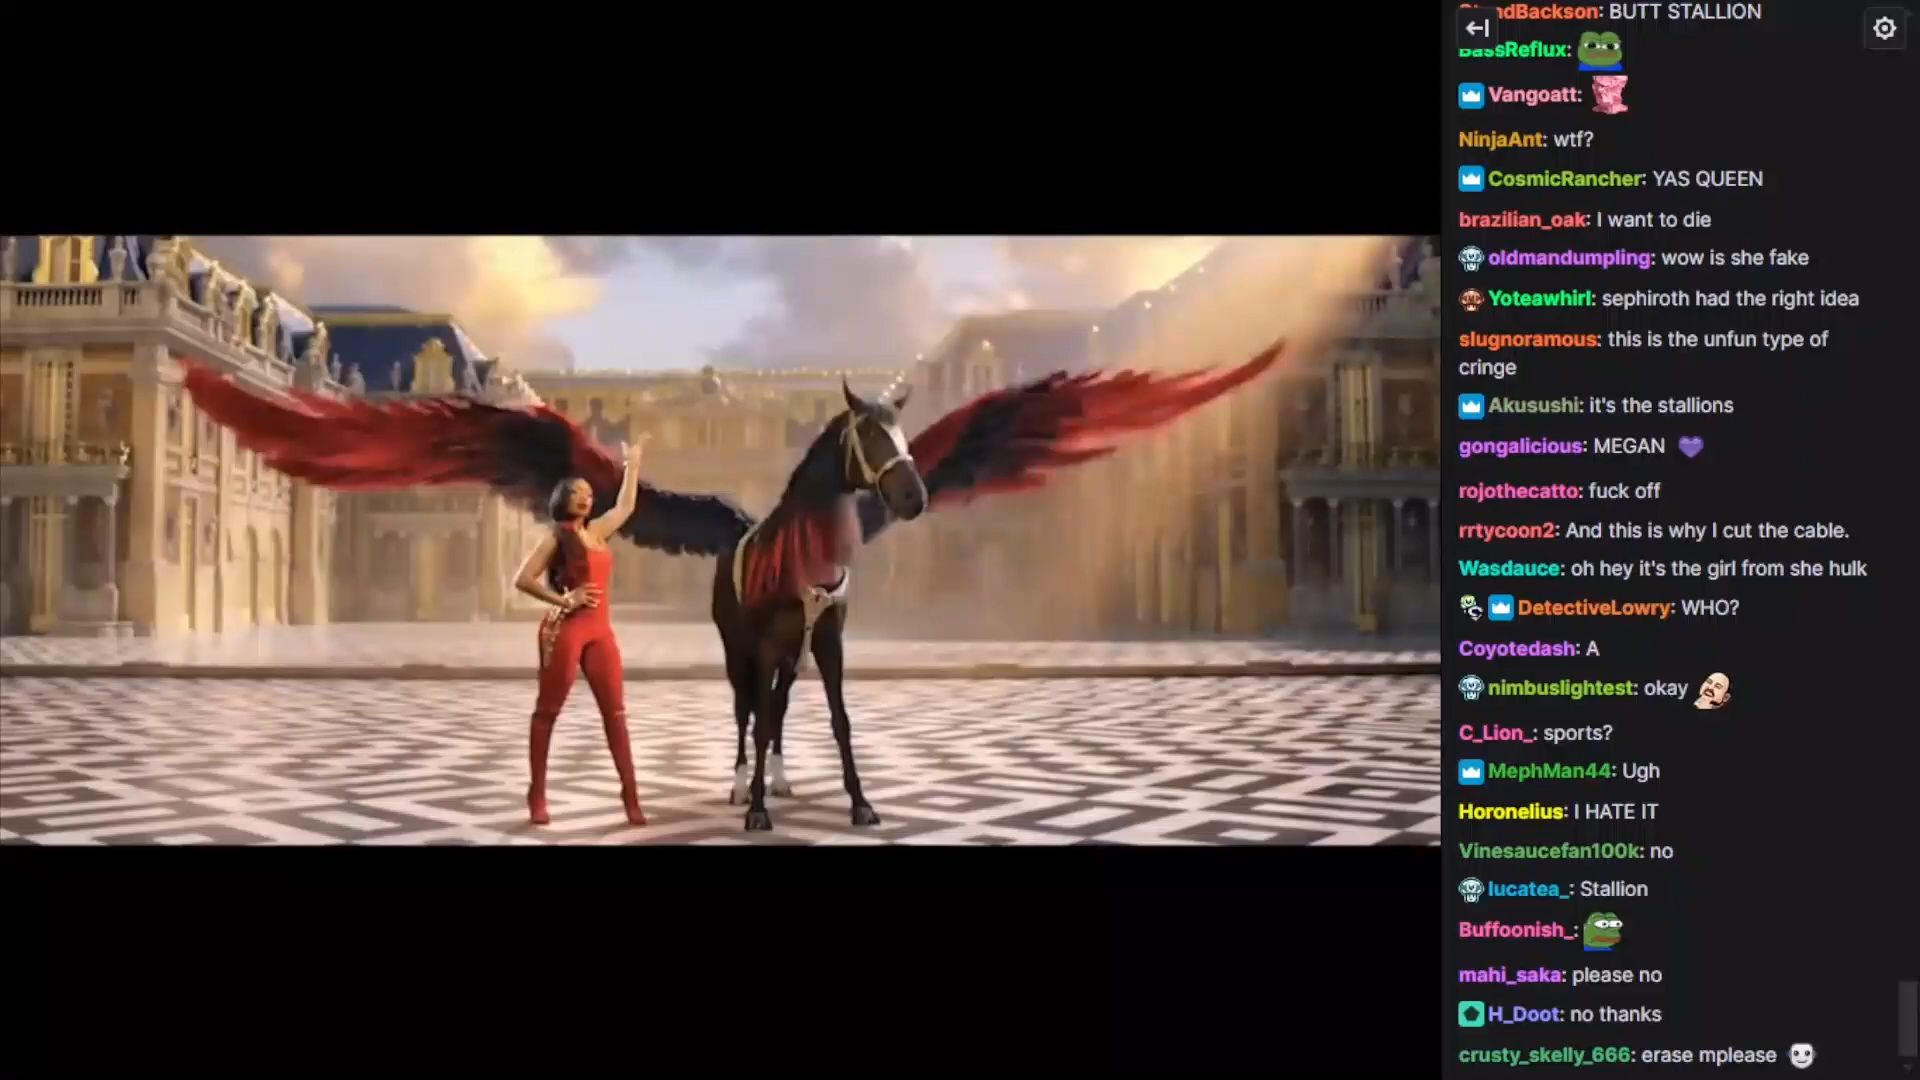 StandBackson: BUTT STALLION
BassReflux:
Vangoatt:
NinjaAnt: wtf?
CosmicRancher: YAS QUEEN
brazilian_oak: I want to die
oldmandumpling: wow is she fake
Yoteawhirl: sephiroth had the right idea
slugnoramous: this is the unfun type of
cringe
Akusushi: it's the stallions
gongalicious: MEGAN
rojothecatto: fuck off
rrtycoon2: And this is why I cut the cable.
Wasdauce: oh hey it's the girl from she hulk
DetectiveLowry: WHO?
Coyotedash: A
nimbuslightest: okay
C_Lion_: sports?
MephMan44: Ugh
Horonelius: I HATE IT
Vinesaucefan100k: no
lucatea_: Stallion
Buffoonish_:
mahi_saka: please no
H_Doot: no thanks
crusty_skelly_666: erase mplease